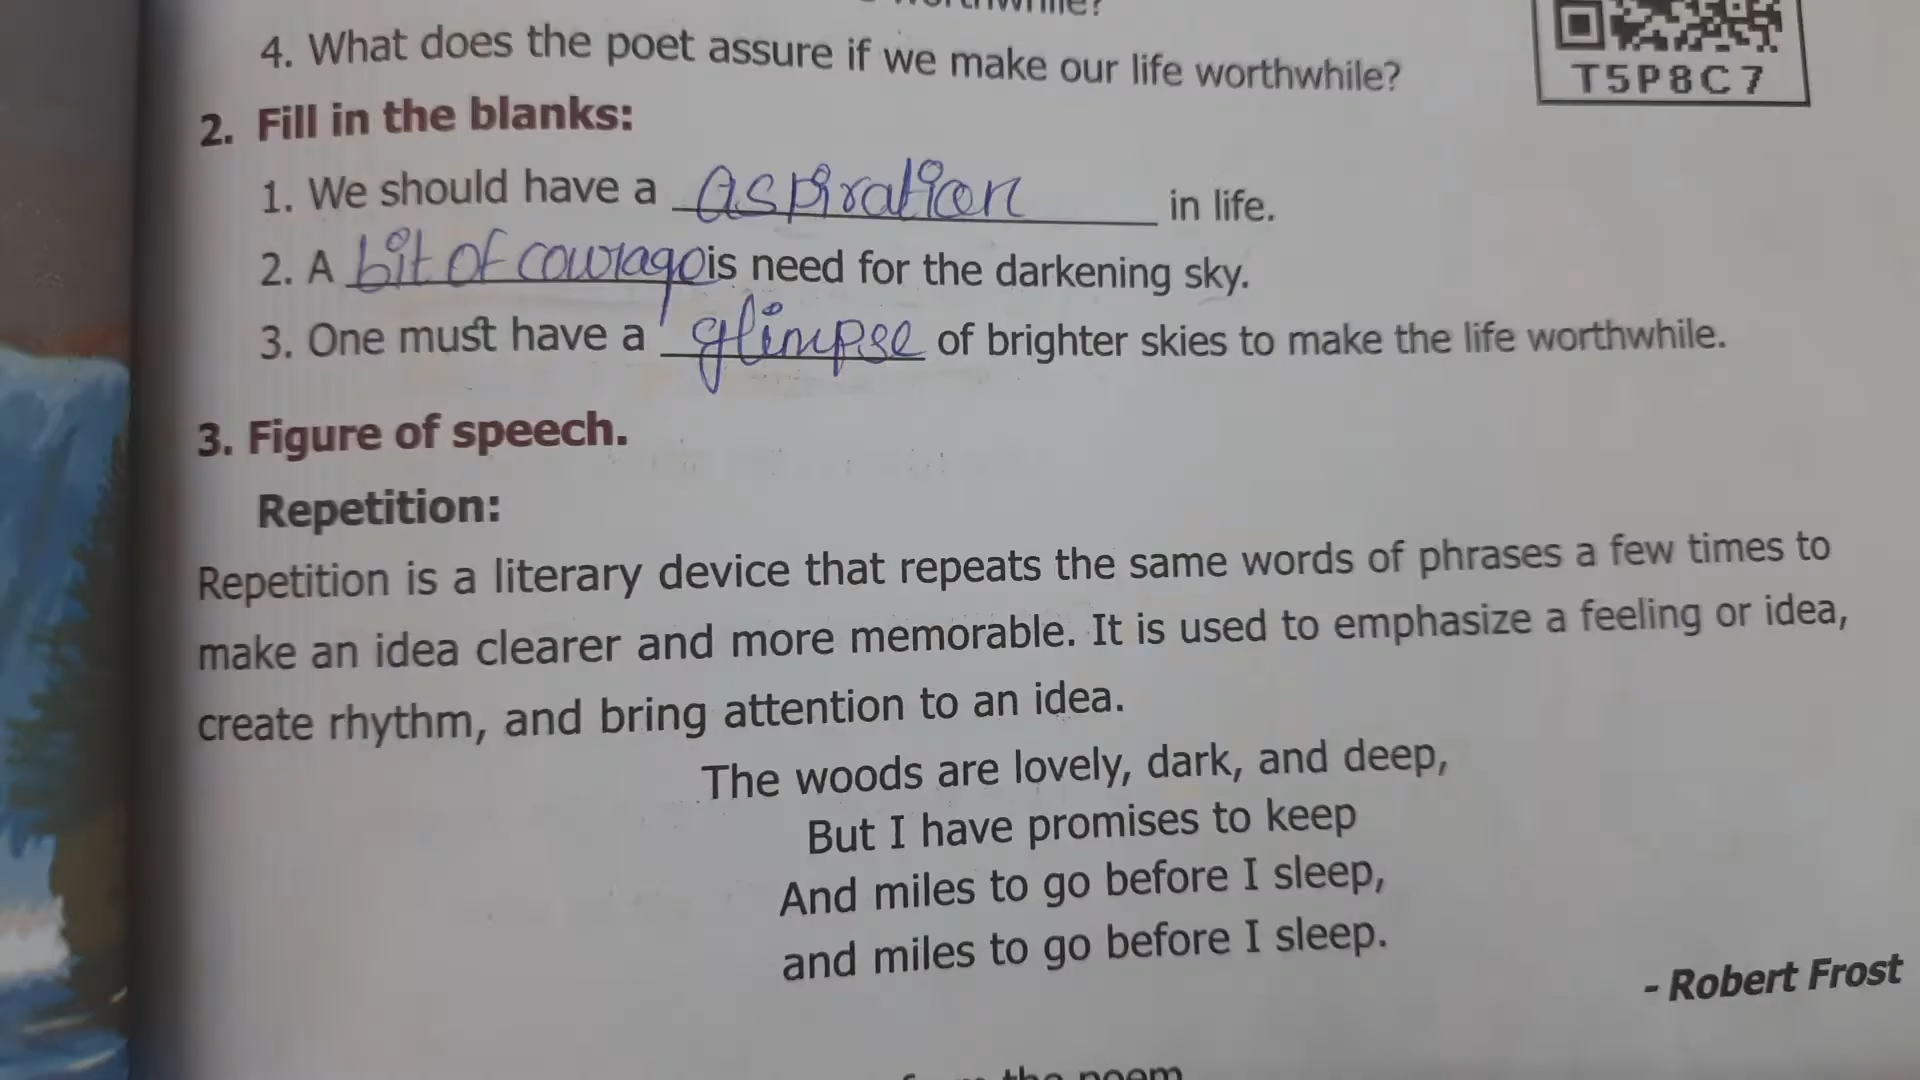 worthwhile?
4. What does the poet assure if we make our life worthwhile?
T5P8C7
2. Fill in the blanks:
1. We should have a aspiration in life.
2. A bit of courage is need for the darkening sky.
3. One must have a glimpse of brighter skies to make the life worthwhile.
3. Figure of speech.
Repetition:
Repetition is a literary device that repeats the same words of phrases a few times to
make an idea clearer and more memorable. It is used to emphasize a feeling or idea,
create rhythm, and bring attention to an idea.
The woods are lovely, dark, and deep,
But I have promises to keep
And miles to go before I sleep,
and miles to go before I sleep.
- Robert Frost
the poem